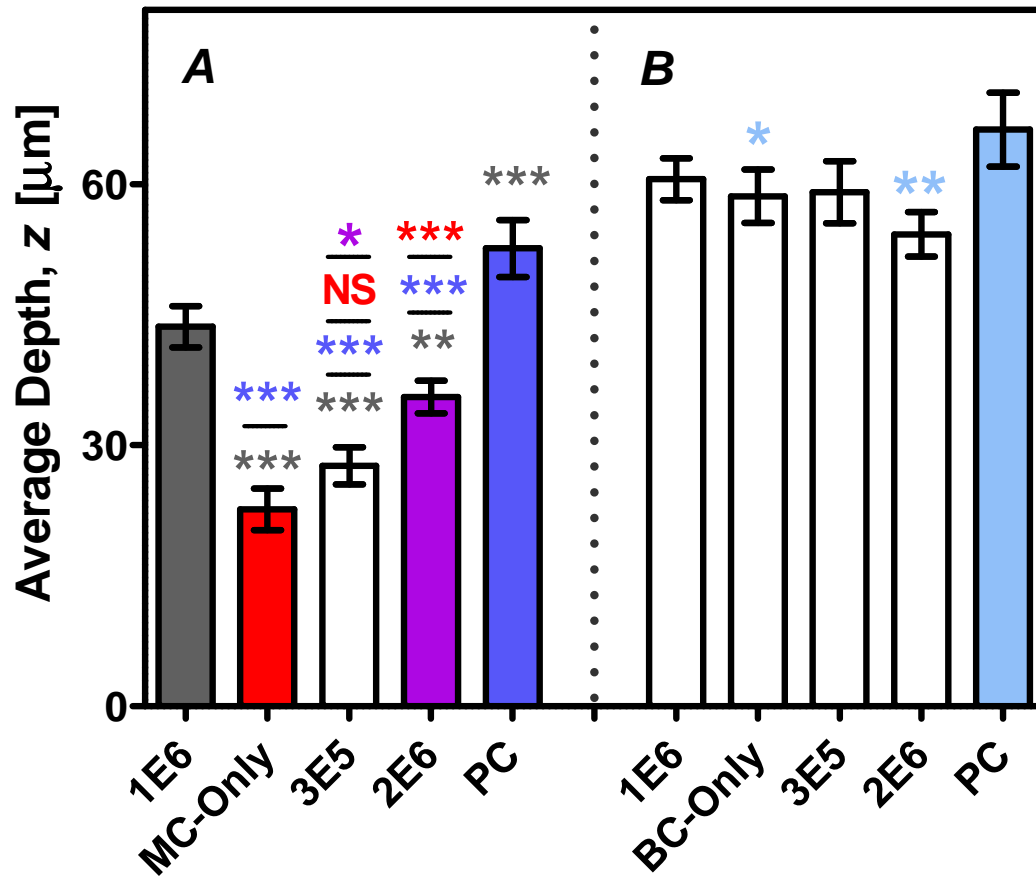 A
B
Average Depth, z [μm]
60
30
0
***
***
*
NS
***
***
***
***
**
***
*
**
1E6
MC-Only
3E5
2E6
PC
1E6
BC-Only
3E5
2E6
PC